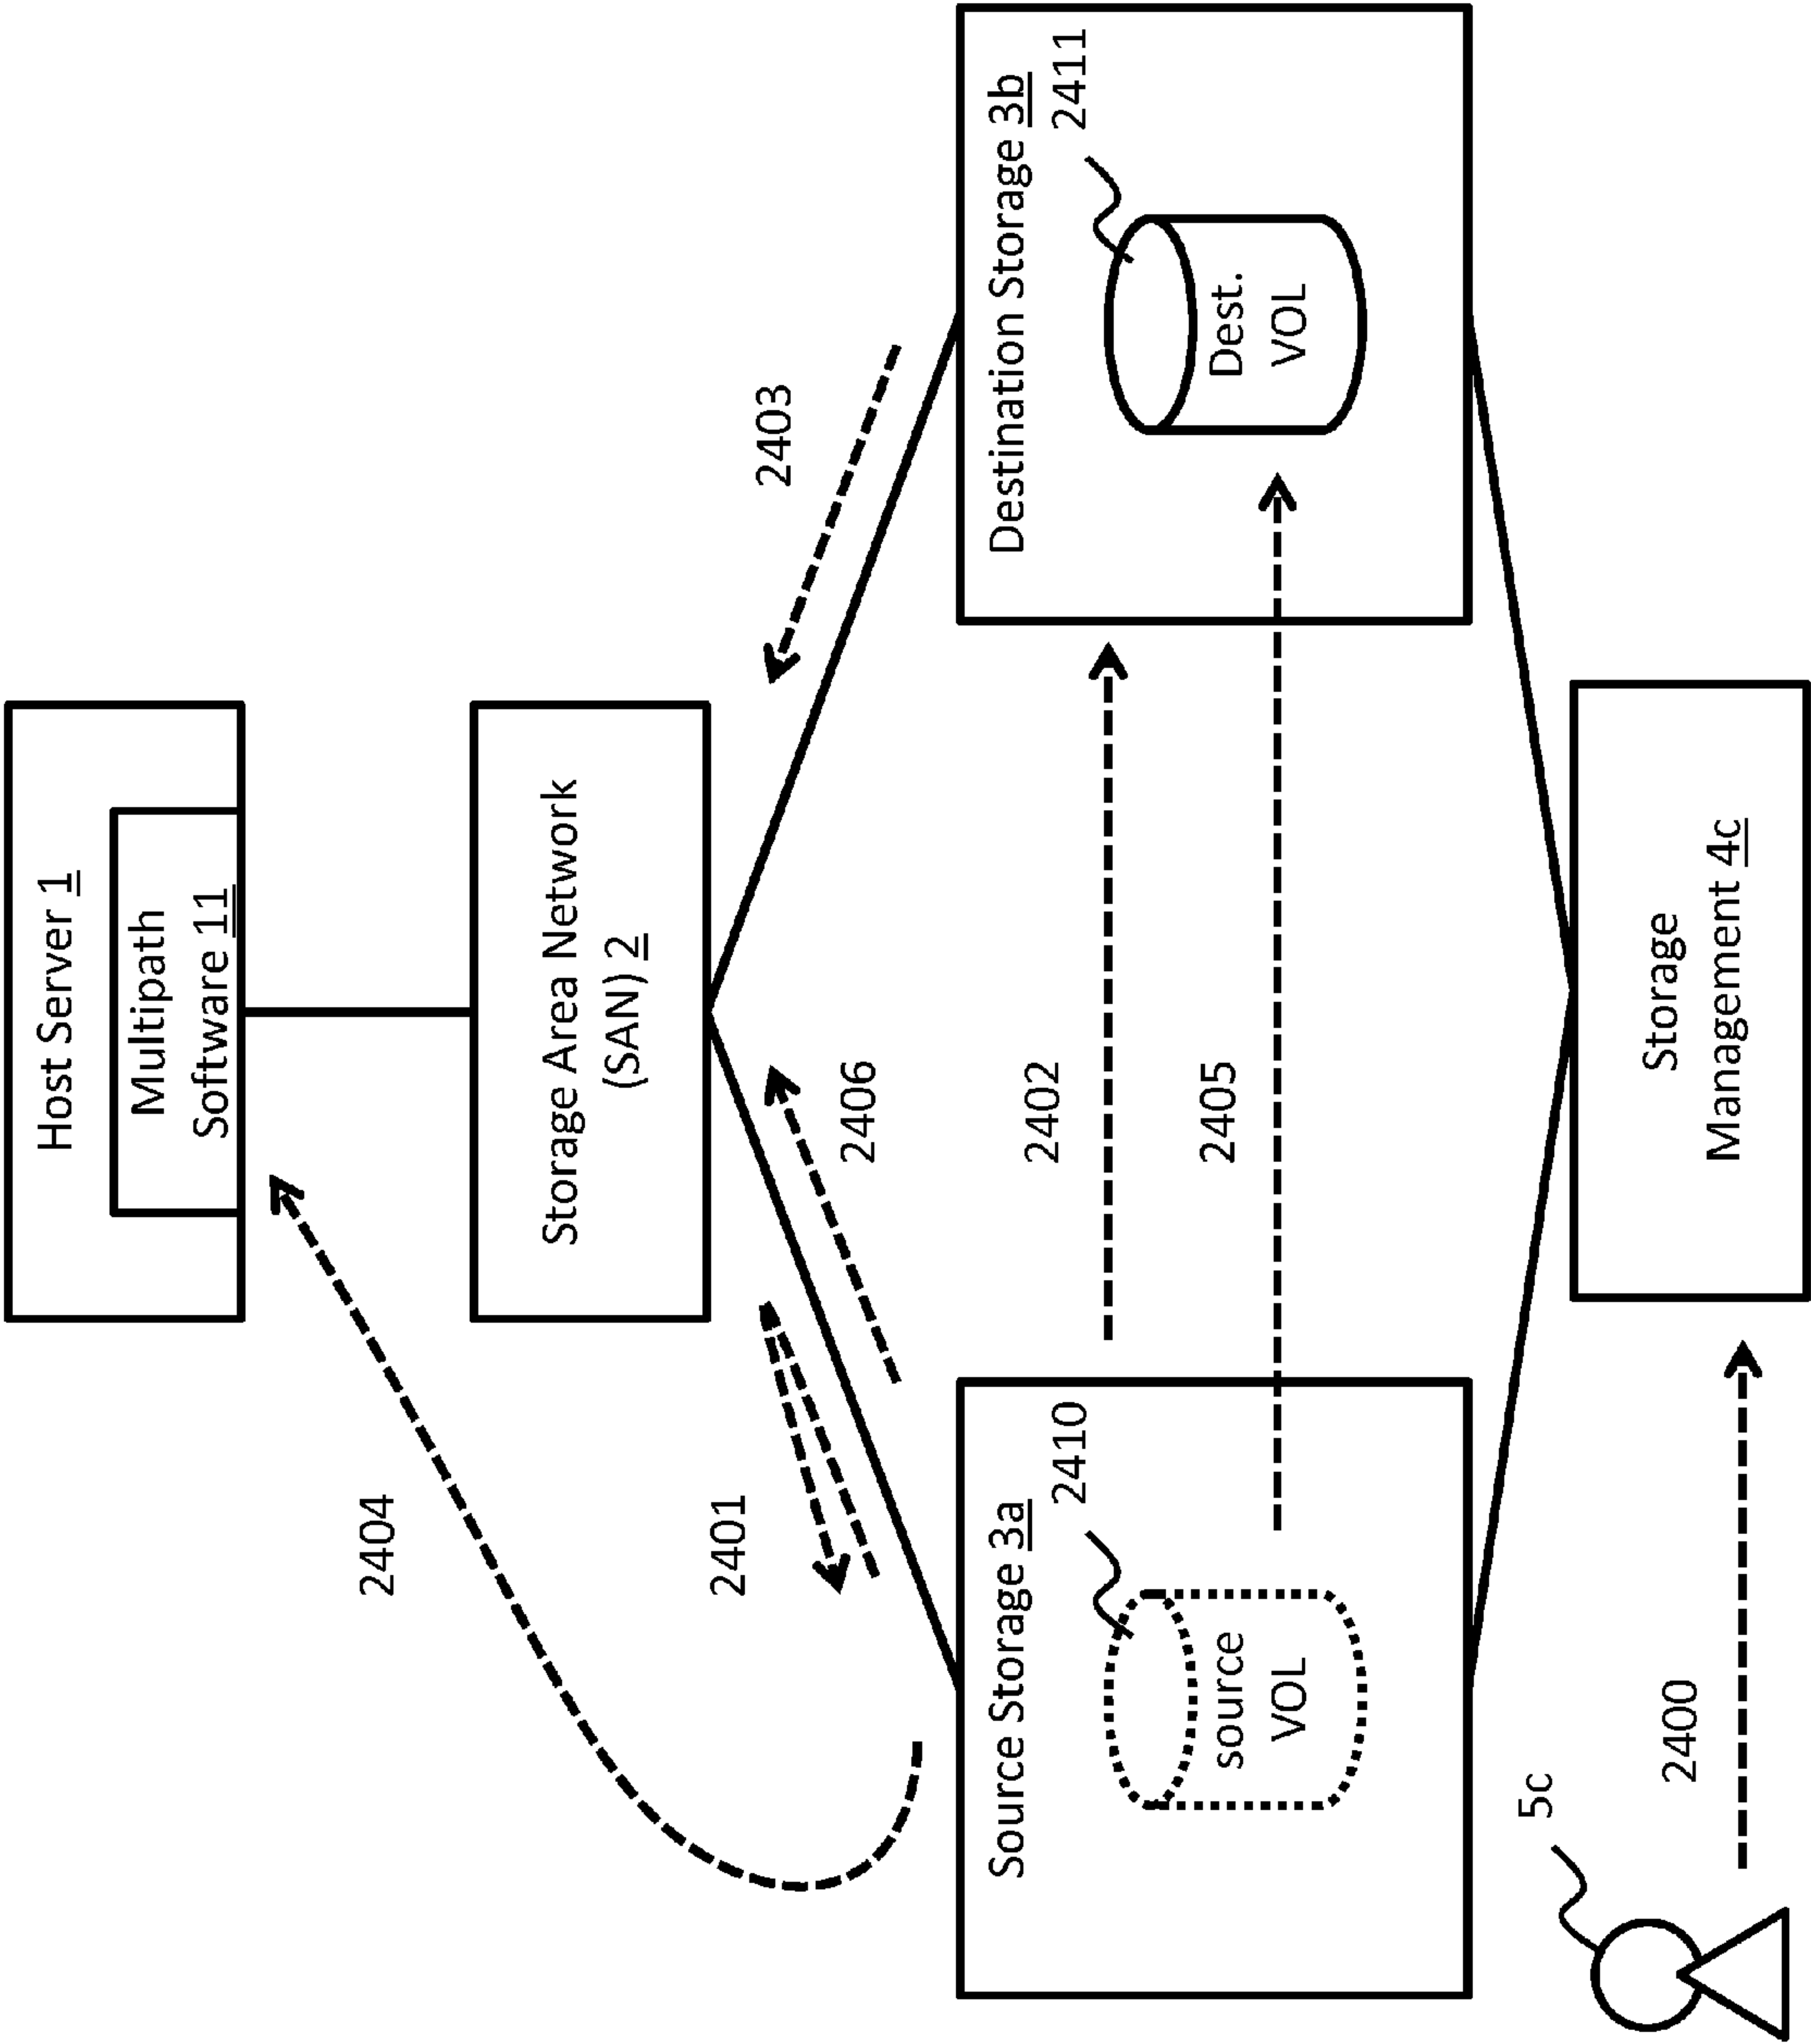 Host Server 1
Multipath
Software 11
2404
Storage Area Network
(SAN) 2
2401
2406
2403
Source Storage 3a
2410
source
VOL
2402
2405
Destination Storage 3b
2411
Dest.
VOL
5c
2400
Storage
Management 4c